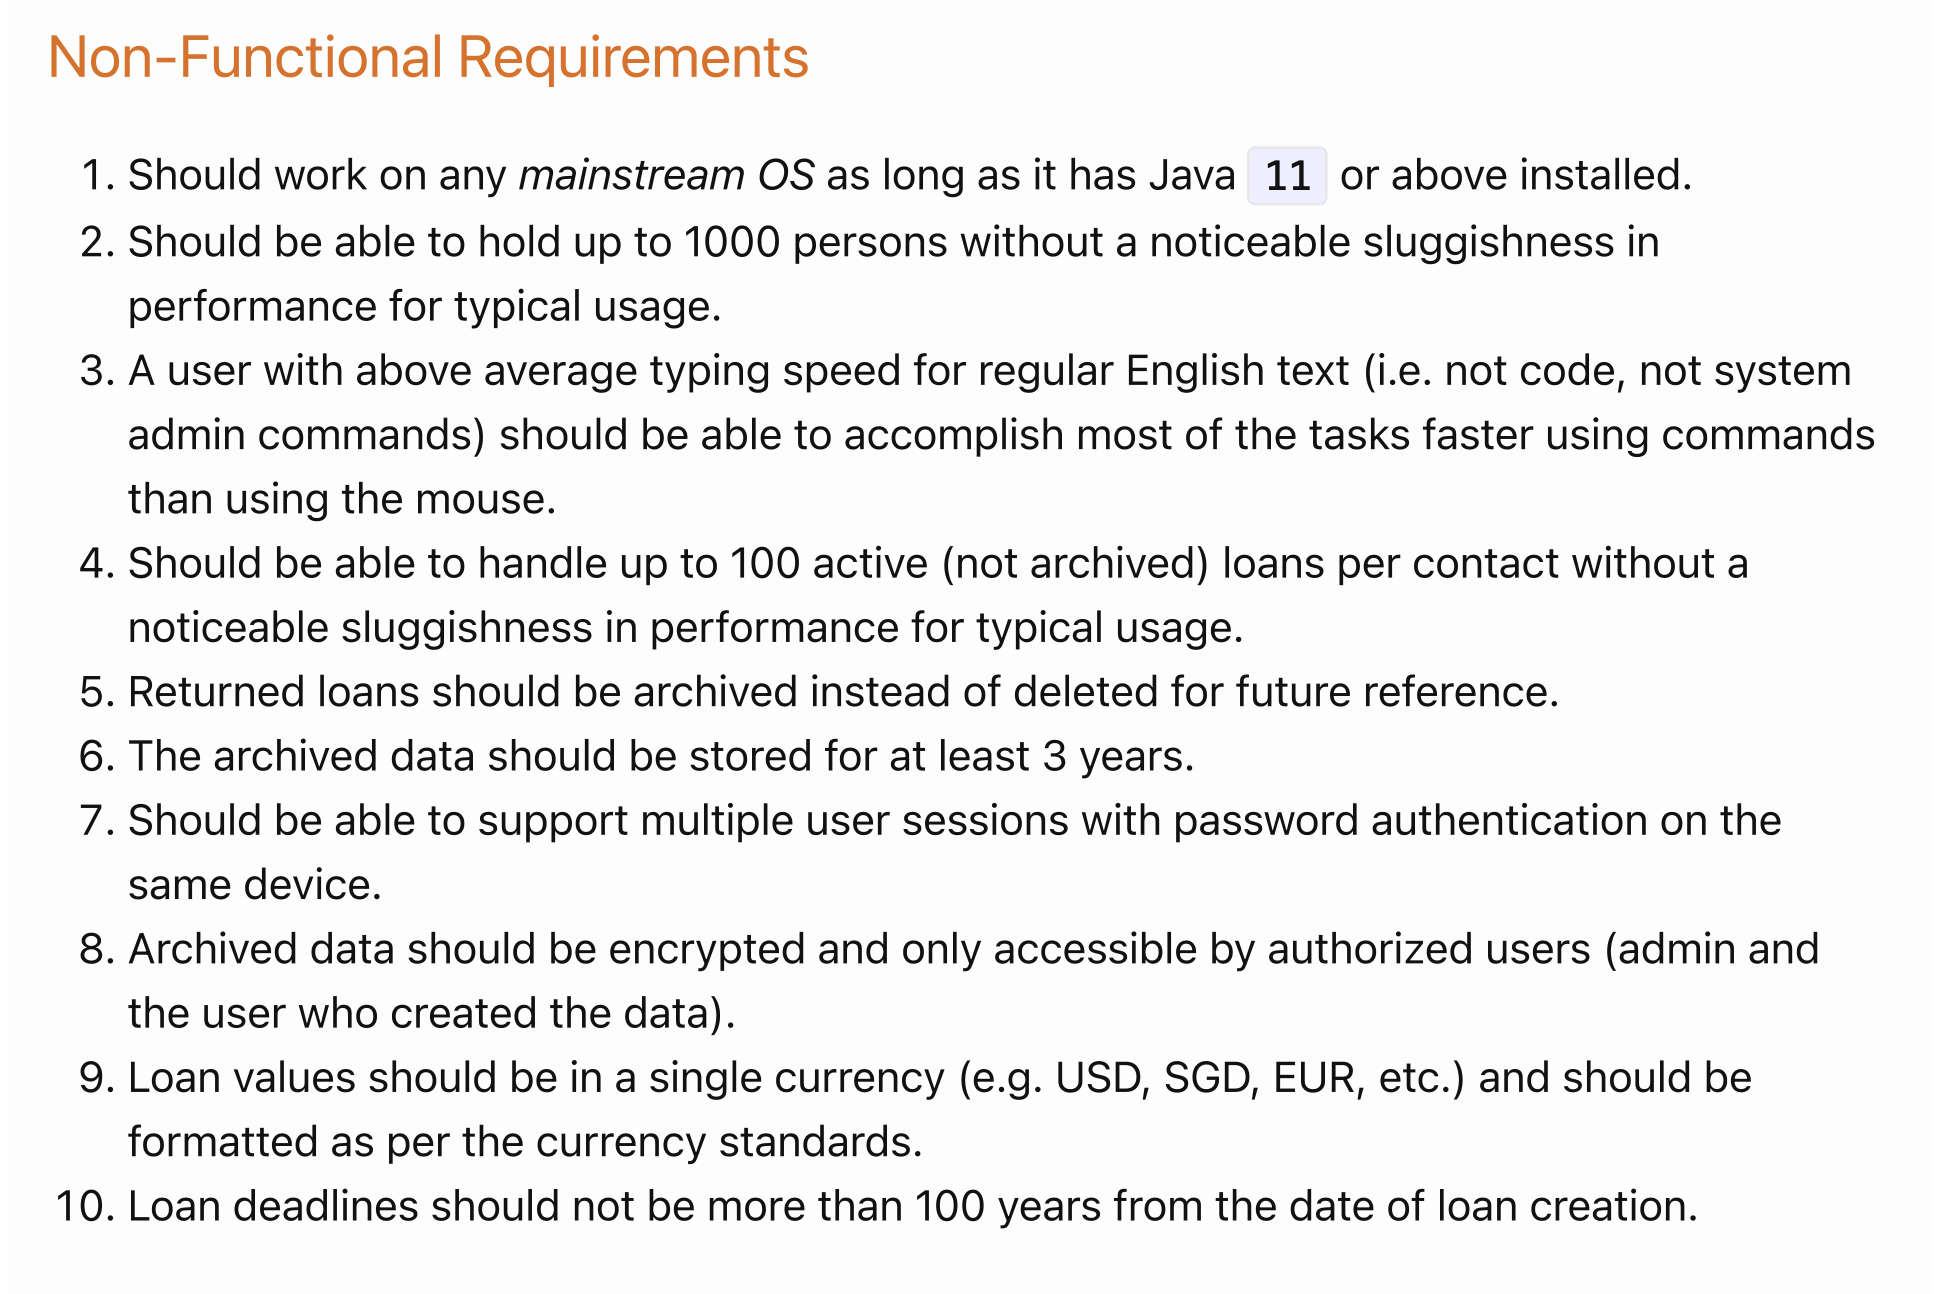 Non-Functional Requirements
1. Should work on any mainstream OS as long as it has Java 11 or above installed.
2. Should be able to hold up to 1000 persons without a noticeable sluggishness in
performance for typical usage.
3. A user with above average typing speed for regular English text (i.e. not code, not system
admin commands) should be able to accomplish most of the tasks faster using commands
than using the mouse.
4. Should be able to handle up to 100 active (not archived) loans per contact without a
noticeable sluggishness in performance for typical usage.
5. Returned loans should be archived instead of deleted for future reference.
6. The archived data should be stored for at least 3 years.
7. Should be able to support multiple user sessions with password authentication on the
same device.
8. Archived data should be encrypted and only accessible by authorized users (admin and
the user who created the data).
9. Loan values should be in a single currency (e.g. USD, SGD, EUR, etc.) and should be
formatted as per the currency standards.
10. Loan deadlines should not be more than 100 years from the date of loan creation.